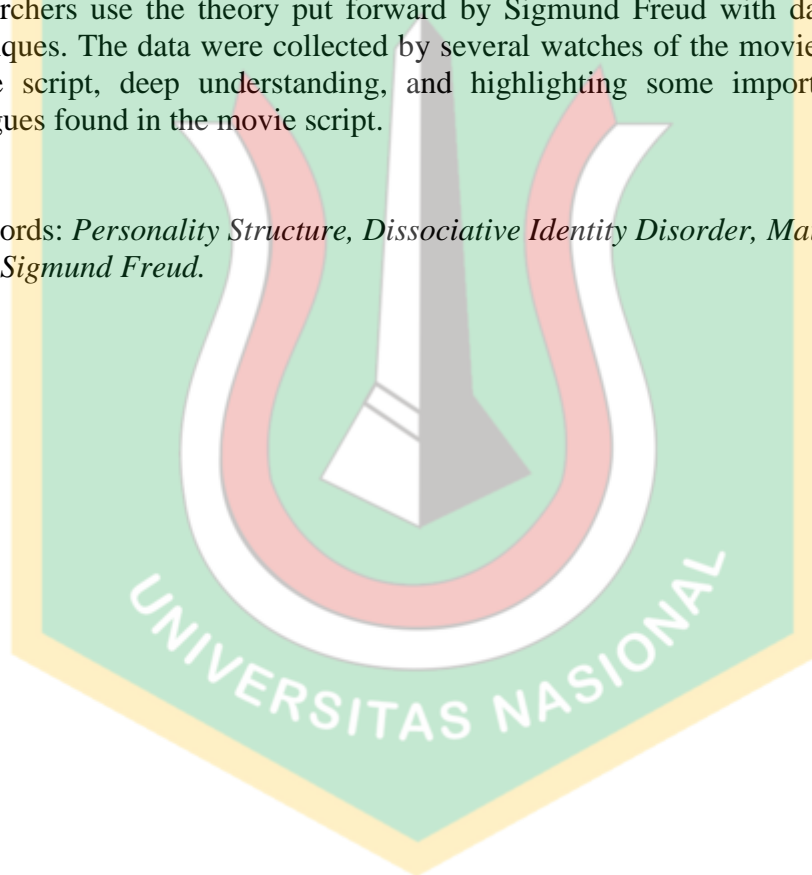 rchers use the theory put forward by Sigmund Freud with da
ques. The data were collected by several watches of the movie
e script, deep understanding, and highlighting some import
gues found in the movie script.
ords: Personality Structure, Dissociative Identity Disorder, Ma
Sigmund Freud.
UNIVERSITAS NASIONAL